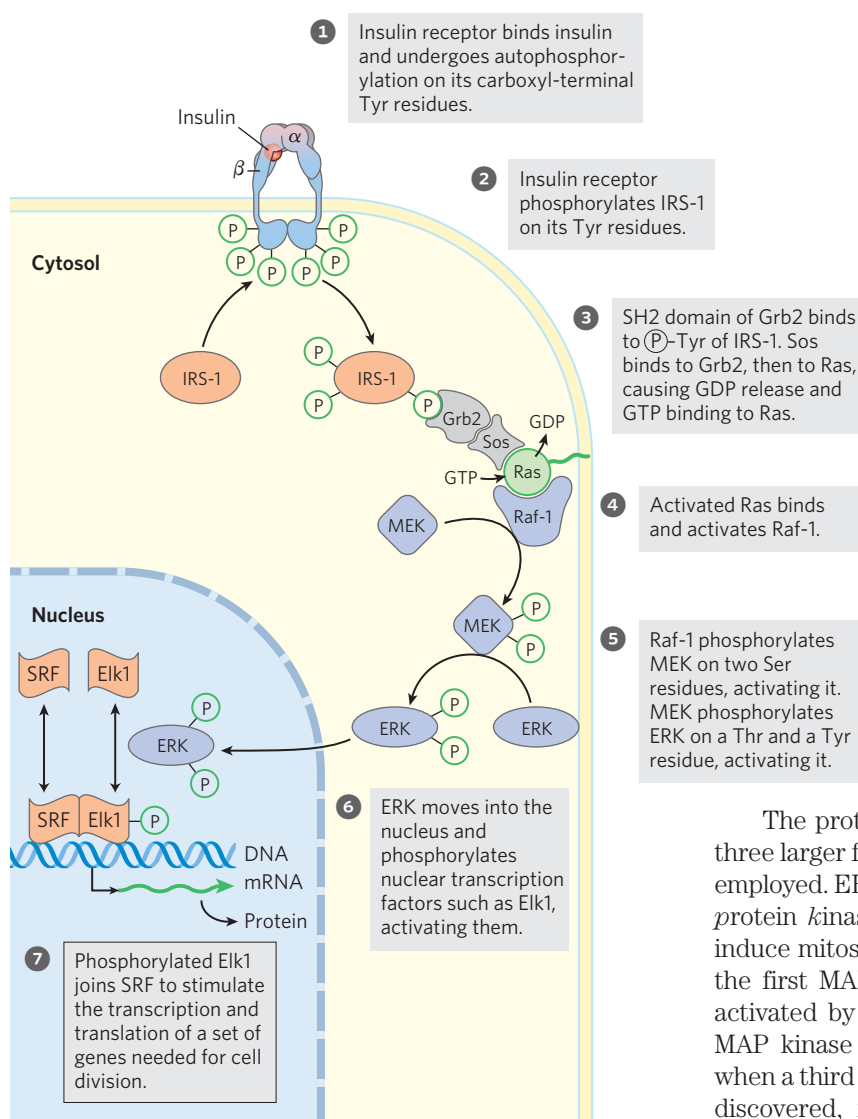 1
Insulin receptor binds insulin
and undergoes autophosphor-
ylation on its carboxyl-terminal
Tyr residues.
Insulin
α
β
2
Insulin receptor
phosphorylates IRS-1
on its Tyr residues.
P
P
P
P
P
P
Cytosol
3
SH2 domain of Grb2 binds
to P–Tyr of IRS-1. Sos
binds to Grb2, then to Ras,
causing GDP release and
GTP binding to Ras.
IRS-1
P
P
IRS-1
P
Grb2
Sos
GDP
GTP
Ras
Raf-1
MEK
4
Activated Ras binds
and activates Raf-1.
MEK
P
P
5
Raf-1 phosphorylates
MEK on two Ser
residues, activating it.
MEK phosphorylates
ERK on a Thr and a Tyr
residue, activating it.
Nucleus
SRF
Elk1
ERK
P
P
ERK
P
P
ERK
SRF
Elk1
P
DNA
mRNA
Protein
6
ERK moves into the
nucleus and
phosphorylates
nuclear transcription
factors such as Elk1,
activating them.
7
Phosphorylated Elk1
joins SRF to stimulate
the transcription and
translation of a set of
genes needed for cell
division.
The prot
three larger f
employed. ER
protein kinas
induce mitos
the first MA
activated by
MAP kinase
when a third
discovered,